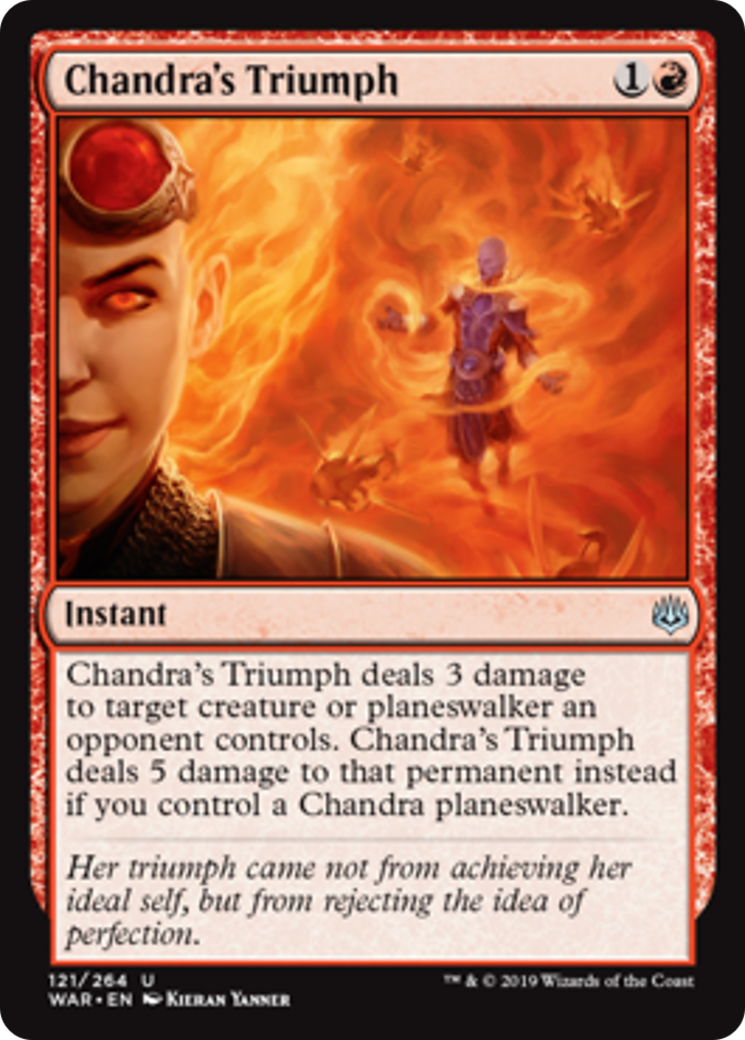 Chandra's Triumph 1
Instant
Chandra's Triumph deals 3 damage
to target creature or planeswalker an
opponent controls. Chandra's Triumph
deals 5 damage to that permanent instead
if you control a Chandra planeswalker.
Her triumph came not from achieving her
ideal self, but from rejecting the idea of
perfection.
121/264 U
WAR • EN Kieran Yanner
™ & © 2019 Wizards of the Coast